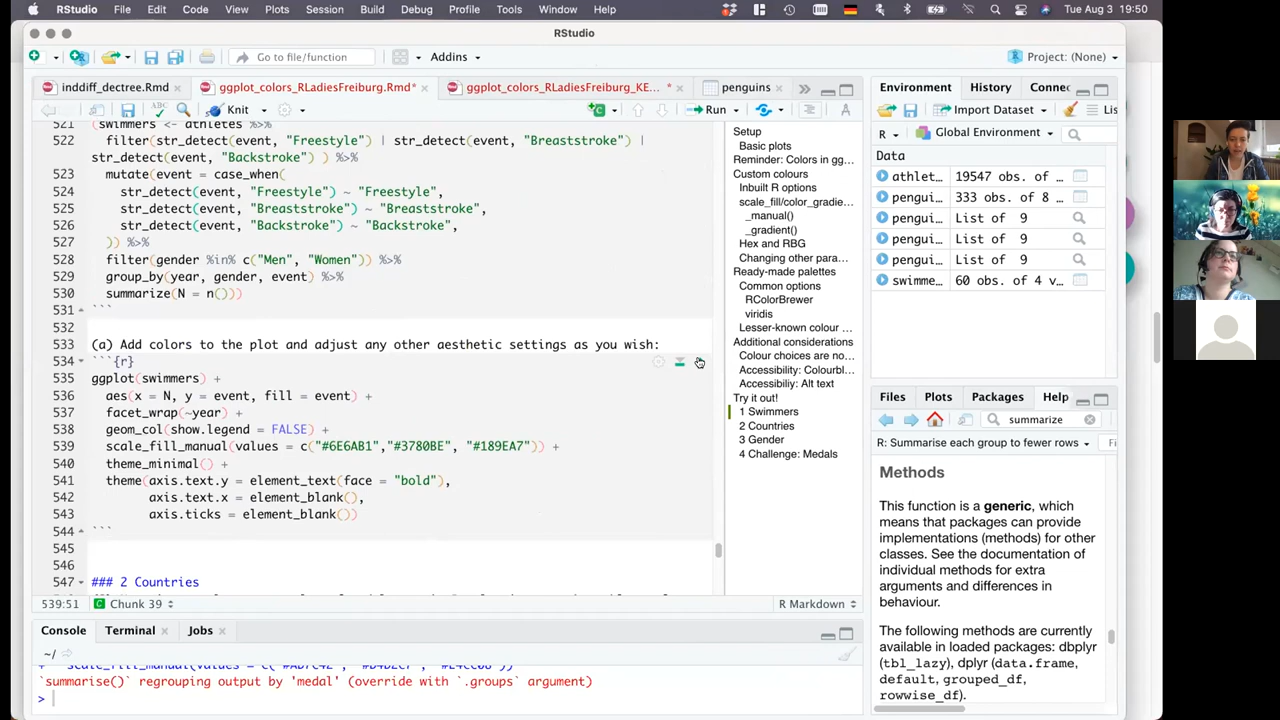 RStudio File Edit Code View Plots Session Build Debug Profile Tools Window Help Tue Aug 3 19:50
RStudio
Go to file/function Addins Project: (None)
inddiff_dectree.Rmd ggplot_colors_RLadiesFreiburg.Rmd* ggplot_colors_RLadiesFreiburg_KE... * penguins
Knit Run
521 (swimmers <- athletes %>%
522 filter(str_detect(event, "Freestyle") | str_detect(event, "Breaststroke") |
str_detect(event, "Backstroke") ) %>%
523 mutate(event = case_when(
524 str_detect(event, "Freestyle") ~ "Freestyle",
525 str_detect(event, "Breaststroke") ~ "Breaststroke",
526 str_detect(event, "Backstroke") ~ "Backstroke",
527 )) %>%
528 filter(gender %in% c("Men", "Women")) %>%
529 group_by(year, gender, event) %>%
530 summarize(N = n()))
531 ```
532
533 (a) Add colors to the plot and adjust any other aesthetic settings as you wish:
534 ```{r}
535 ggplot(swimmers) +
536 aes(x = N, y = event, fill = event) +
537 facet_wrap(~year) +
538 geom_col(show.legend = FALSE) +
539 scale_fill_manual(values = c("#6E6AB1","#3780BE", "#189EA7")) +
540 theme_minimal() +
541 theme(axis.text.y = element_text(face = "bold"),
542 axis.text.x = element_blank(),
543 axis.ticks = element_blank())
544 ```
545
546
547 ### 2 Countries
539:51 Chunk 39 R Markdown
Setup
Basic plots
Reminder: Colors in gg...
Custom colours
Inbuilt R options
scale_fill/color_gradie...
_manual()
_gradient()
Hex and RBG
Changing other para...
Ready-made palettes
Common options
RColorBrewer
viridis
Lesser-known colour ...
Additional considerations
Colour choices are no...
Accessibility: Colourbl...
Accessibiliy: Alt text
Try it out!
1 Swimmers
2 Countries
3 Gender
4 Challenge: Medals
Console Terminal Jobs
~/
`summarise()` regrouping output by 'medal' (override with `.groups` argument)
>
Environment History Connec
Import Dataset Lis
R Global Environment
Data
athlet... 19547 obs. of ...
pengui... 333 obs. of 8 ...
pengui... List of 9
pengui... List of 9
pengui... List of 9
swimme... 60 obs. of 4 v...
Files Plots Packages Help
summarize
R: Summarise each group to fewer rows Fi
Methods
This function is a generic, which
means that packages can provide
implementations (methods) for other
classes. See the documentation of
individual methods for extra
arguments and differences in
behaviour.
The following methods are currently
available in loaded packages: dbplyr
(tbl_lazy), dplyr (data.frame,
default, grouped_df,
rowwise_df).